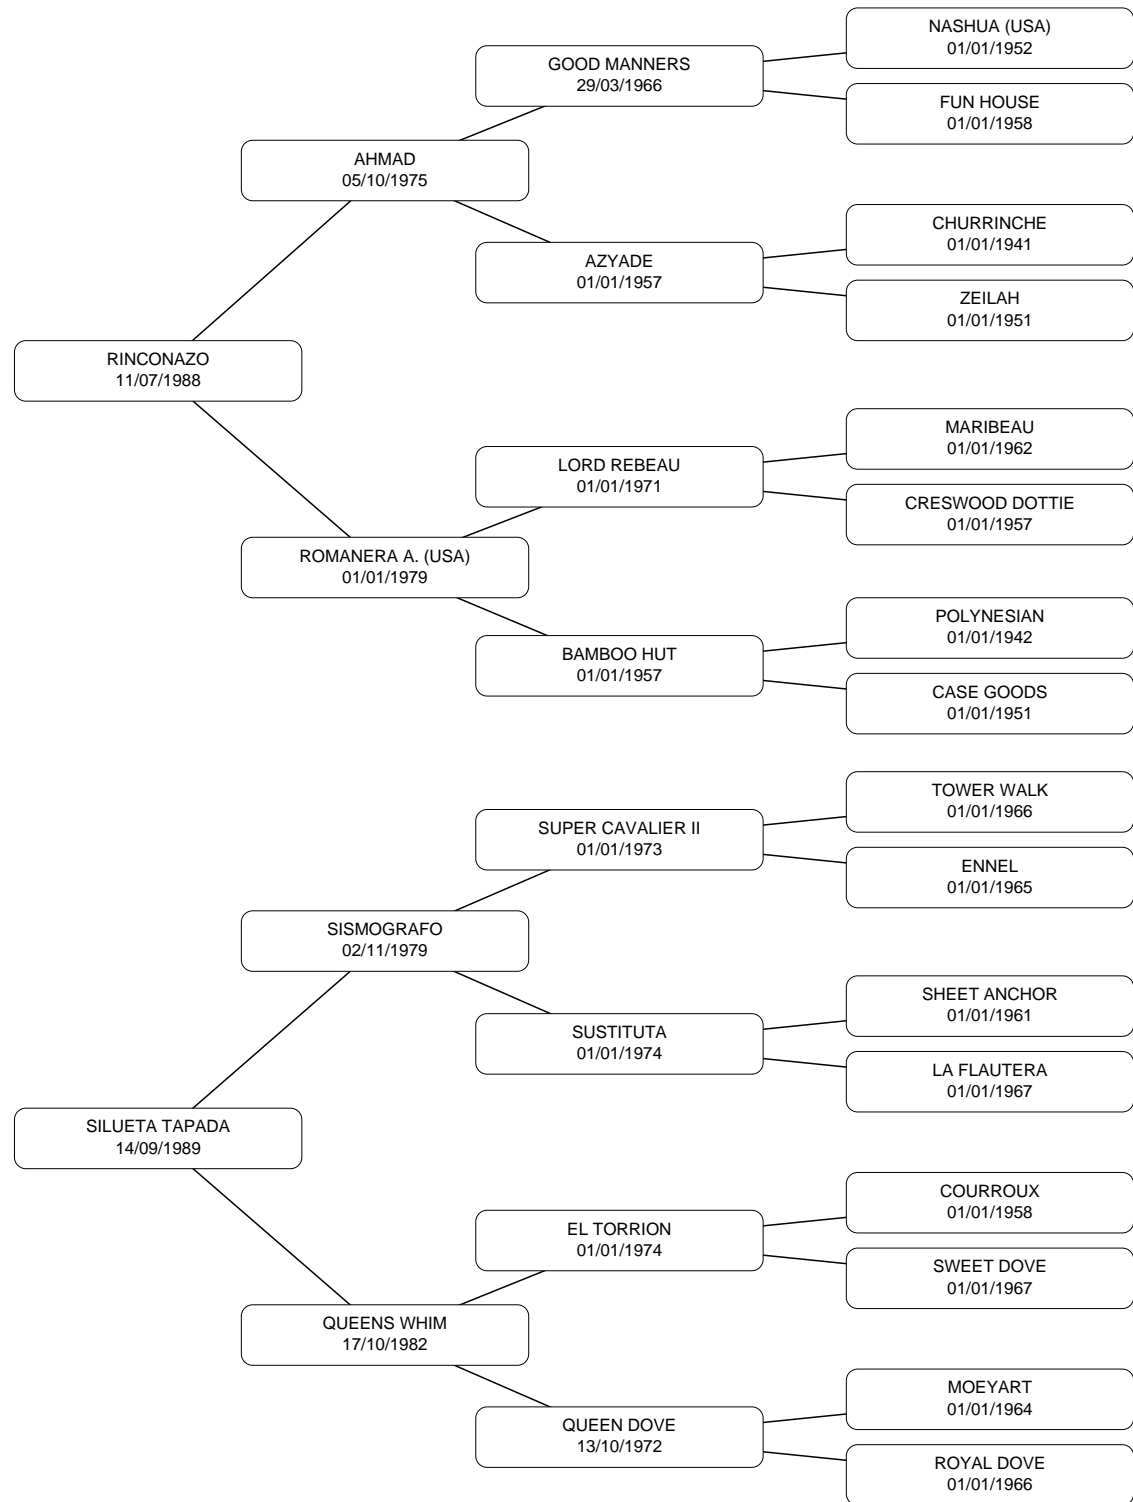 NASHUA (USA)
01/01/1952
GOOD MANNERS
29/03/1966
FUN HOUSE
01/01/1958
AHMAD
05/10/1975
CHURRINCHE
01/01/1941
AZYADE
01/01/1957
ZEILAH
01/01/1951
RINCONAZO
11/07/1988
MARIBEAU
01/01/1962
LORD REBEAU
01/01/1971
CRESWOOD DOTTIE
01/01/1957
ROMANERA A. (USA)
01/01/1979
POLYNESIAN
01/01/1942
BAMBOO HUT
01/01/1957
CASE GOODS
01/01/1951
TOWER WALK
01/01/1966
SUPER CAVALIER II
01/01/1973
ENNEL
01/01/1965
SISMOGRAFO
02/11/1979
SHEET ANCHOR
01/01/1961
SUSTITUTA
01/01/1974
LA FLAUTERA
01/01/1967
SILUETA TAPADA
14/09/1989
COURROUX
01/01/1958
EL TORRION
01/01/1974
SWEET DOVE
01/01/1967
QUEENS WHIM
17/10/1982
MOEYART
01/01/1964
QUEEN DOVE
13/10/1972
ROYAL DOVE
01/01/1966